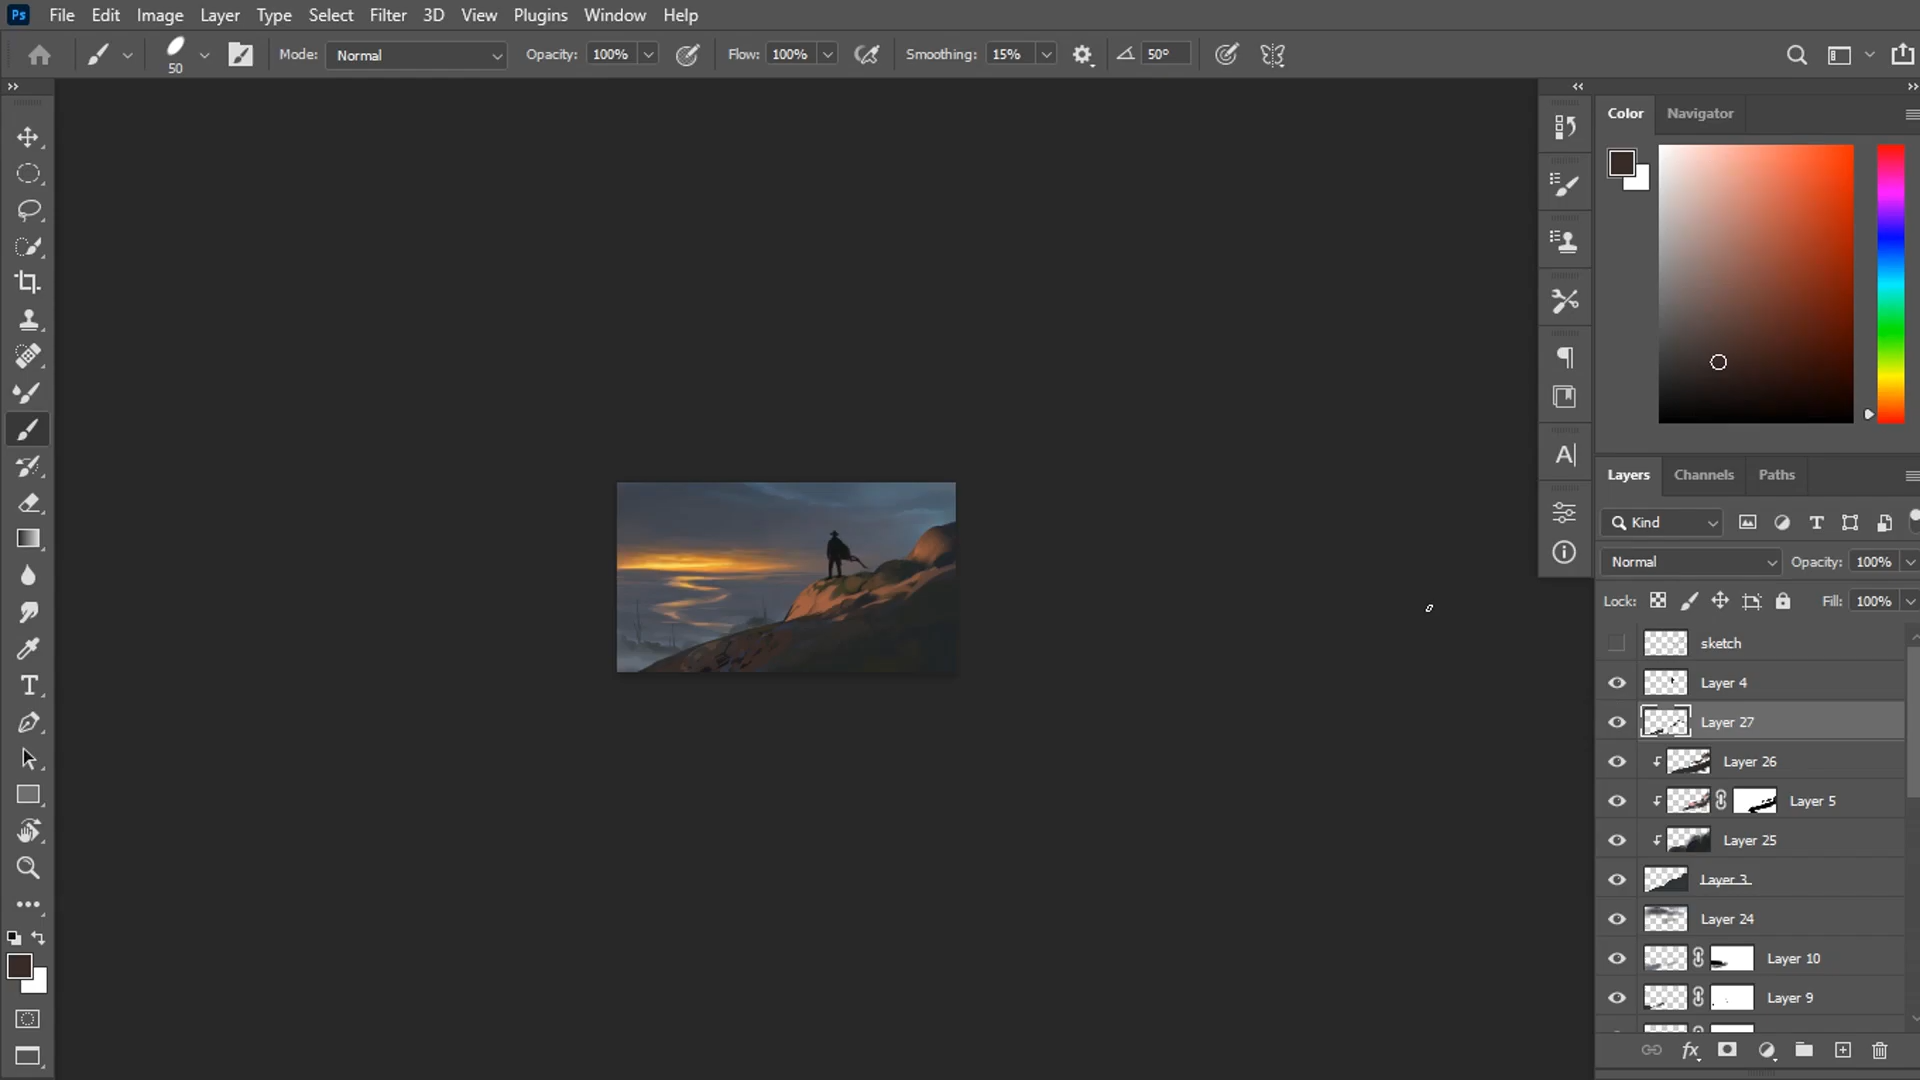 Ps File Edit Image Layer Type Select Filter 3D View Plugins Window Help
50 Mode: Normal Opacity: 100% Flow: 100% Smoothing: 15% 50°
Color Navigator
Layers Channels Paths
Kind
Normal Opacity: 100%
Lock: Fill: 100%
sketch
Layer 4
Layer 27
Layer 26
Layer 5
Layer 25
Layer 3
Layer 24
Layer 10
Layer 9